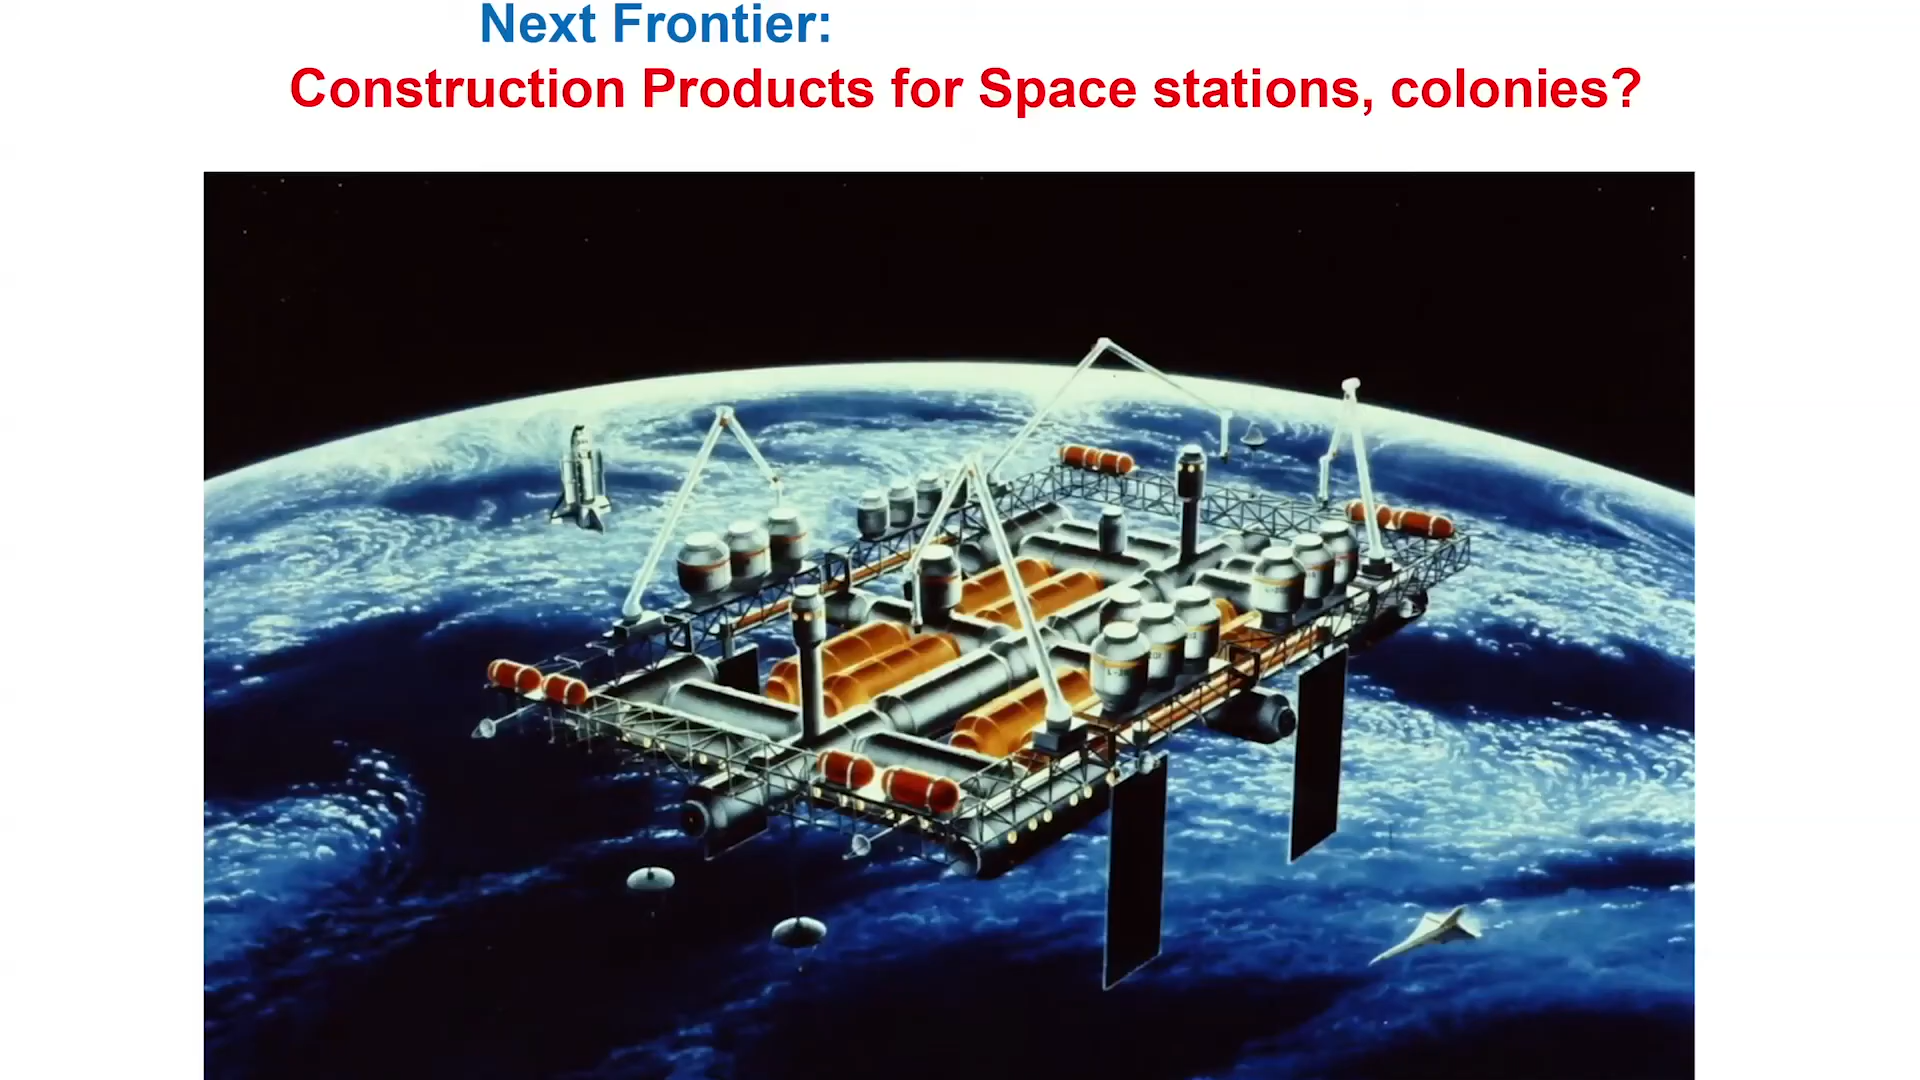 Next Frontier:
Construction Products for Space stations, colonies?